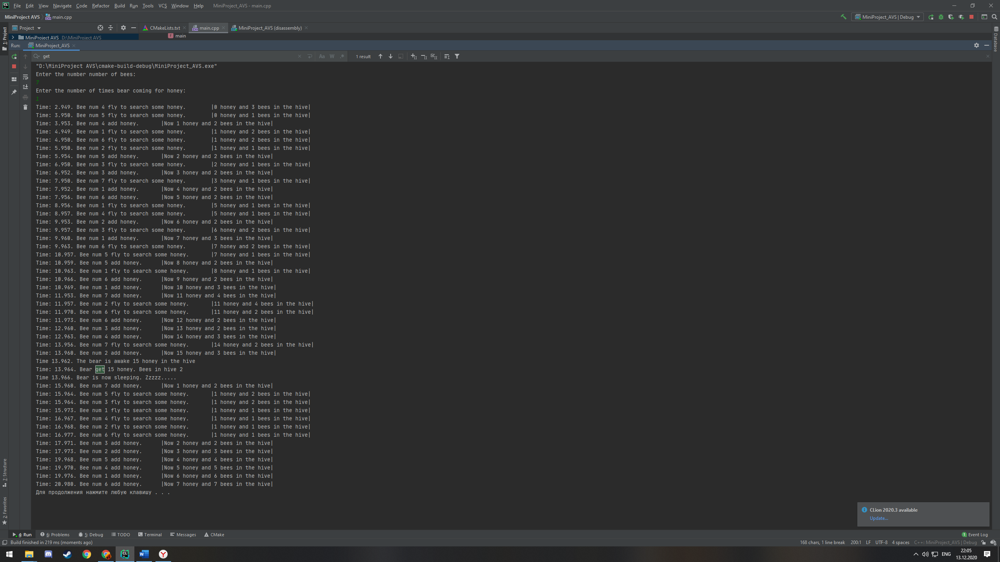 CL File Edit View Navigate Code Refactor Build Run Tools VCS Window Help MiniProject_AVS - main.cpp
MiniProject AVS main.cpp MiniProject_AVS | Debug
1: Project
Project CMakeLists.txt main.cpp MiniProject_AVS (disassembly)
Database
MiniProject AVS D:\MiniProject AVS f main
Run: MiniProject_AVS
get Aa W .* 1 result
"D:\MiniProject AVS\cmake-build-debug\MiniProject_AVS.exe"
Enter the number number of bees:
7
Enter the number of times bear coming for honey:
1
Time: 2.949. Bee num 4 fly to search some honey. |0 honey and 3 bees in the hive|
Time: 3.950. Bee num 5 fly to search some honey. |0 honey and 1 bees in the hive|
Time: 3.953. Bee num 4 add honey. |Now 1 honey and 2 bees in the hive|
Time: 4.949. Bee num 1 fly to search some honey. |1 honey and 2 bees in the hive|
Time: 4.950. Bee num 6 fly to search some honey. |1 honey and 2 bees in the hive|
Time: 5.950. Bee num 2 fly to search some honey. |1 honey and 1 bees in the hive|
Time: 5.954. Bee num 5 add honey. |Now 2 honey and 2 bees in the hive|
Time: 6.950. Bee num 3 fly to search some honey. |2 honey and 1 bees in the hive|
Time: 6.952. Bee num 3 add honey. |Now 3 honey and 2 bees in the hive|
Time: 7.950. Bee num 7 fly to search some honey. |3 honey and 1 bees in the hive|
Time: 7.952. Bee num 1 add honey. |Now 4 honey and 2 bees in the hive|
Time: 7.956. Bee num 6 add honey. |Now 5 honey and 2 bees in the hive|
Time: 8.956. Bee num 1 fly to search some honey. |5 honey and 1 bees in the hive|
Time: 8.957. Bee num 4 fly to search some honey. |5 honey and 1 bees in the hive|
Time: 9.953. Bee num 2 add honey. |Now 6 honey and 2 bees in the hive|
Time: 9.957. Bee num 3 fly to search some honey. |6 honey and 2 bees in the hive|
Time: 9.960. Bee num 1 add honey. |Now 7 honey and 3 bees in the hive|
Time: 9.963. Bee num 6 fly to search some honey. |7 honey and 2 bees in the hive|
Time: 10.957. Bee num 5 fly to search some honey. |7 honey and 1 bees in the hive|
Time: 10.959. Bee num 5 add honey. |Now 8 honey and 2 bees in the hive|
Time: 10.963. Bee num 1 fly to search some honey. |8 honey and 1 bees in the hive|
Time: 10.966. Bee num 6 add honey. |Now 9 honey and 2 bees in the hive|
Time: 10.969. Bee num 1 add honey. |Now 10 honey and 3 bees in the hive|
Time: 11.953. Bee num 7 add honey. |Now 11 honey and 4 bees in the hive|
Time: 11.957. Bee num 2 fly to search some honey. |11 honey and 4 bees in the hive|
Time: 11.970. Bee num 6 fly to search some honey. |11 honey and 2 bees in the hive|
Time: 11.973. Bee num 6 add honey. |Now 12 honey and 2 bees in the hive|
Time: 12.960. Bee num 3 add honey. |Now 13 honey and 2 bees in the hive|
Time: 12.963. Bee num 4 add honey. |Now 14 honey and 3 bees in the hive|
Time: 13.956. Bee num 7 fly to search some honey. |14 honey and 2 bees in the hive|
Time: 13.960. Bee num 2 add honey. |Now 15 honey and 3 bees in the hive|
Time 13.962. The bear is awake 15 honey in the hive
Time: 13.964. Bear get 15 honey. Bees in hive 2
Time 13.966. Bear is now sleeping. Zzzzz.....
Time: 15.960. Bee num 7 add honey. |Now 1 honey and 2 bees in the hive|
Time: 15.964. Bee num 5 fly to search some honey. |1 honey and 2 bees in the hive|
Time: 15.964. Bee num 3 fly to search some honey. |1 honey and 2 bees in the hive|
Time: 15.973. Bee num 1 fly to search some honey. |1 honey and 1 bees in the hive|
Time: 16.967. Bee num 4 fly to search some honey. |1 honey and 1 bees in the hive|
Time: 16.968. Bee num 2 fly to search some honey. |1 honey and 1 bees in the hive|
Time: 16.977. Bee num 6 fly to search some honey. |1 honey and 1 bees in the hive|
Time: 17.971. Bee num 3 add honey. |Now 2 honey and 2 bees in the hive|
Time: 17.973. Bee num 2 add honey. |Now 3 honey and 3 bees in the hive|
Time: 19.968. Bee num 5 add honey. |Now 4 honey and 4 bees in the hive|
Time: 19.970. Bee num 4 add honey. |Now 5 honey and 5 bees in the hive|
Time: 19.976. Bee num 1 add honey. |Now 6 honey and 6 bees in the hive|
Time: 20.980. Bee num 6 add honey. |Now 7 honey and 7 bees in the hive|
Для продолжения нажмите любую клавишу . . .
7: Structure
2: Favorites
CLion 2020.3 available
Update...
4: Run 6: Problems 5: Debug TODO Terminal Messages CMake 1 Event Log
Build finished in 219 ms (moments ago) 168 chars, 1 line break 200:1 LF UTF-8 4 spaces C++: MiniProject_AVS | Debug
CL W Y ENG 22:05
13.12.2020